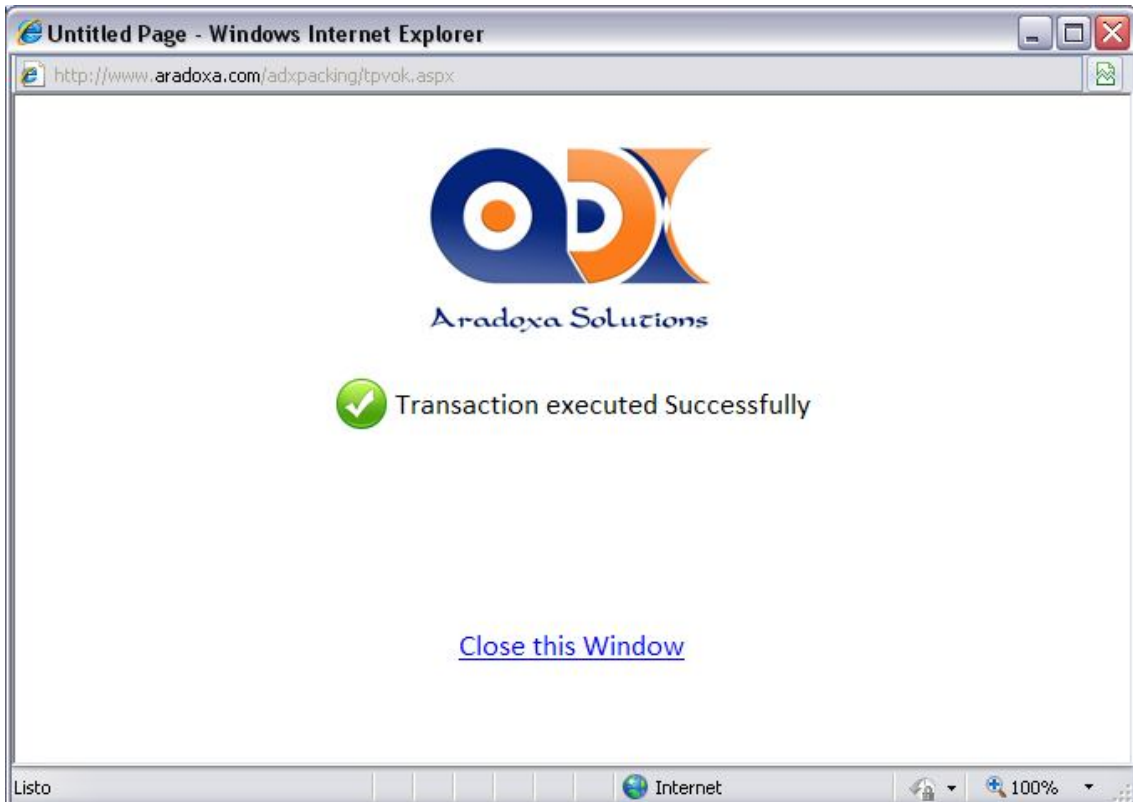 Untitled Page - Windows Internet Explorer
http://www.aradoxa.com/adxpacking/tpvok.aspx
ADX
Aradoxa Solutions
Transaction executed Successfully
Close this Window
Listo
Internet
100%